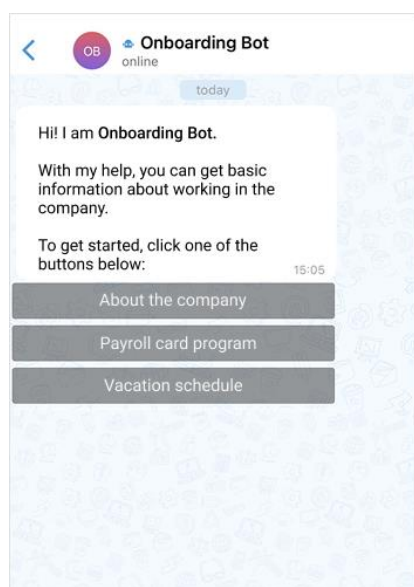 OB
Onboarding Bot
online
today
Hi! I am Onboarding Bot.
With my help, you can get basic
information about working in the
company.
To get started, click one of the
buttons below:
15:05
About the company
Payroll card program
Vacation schedule